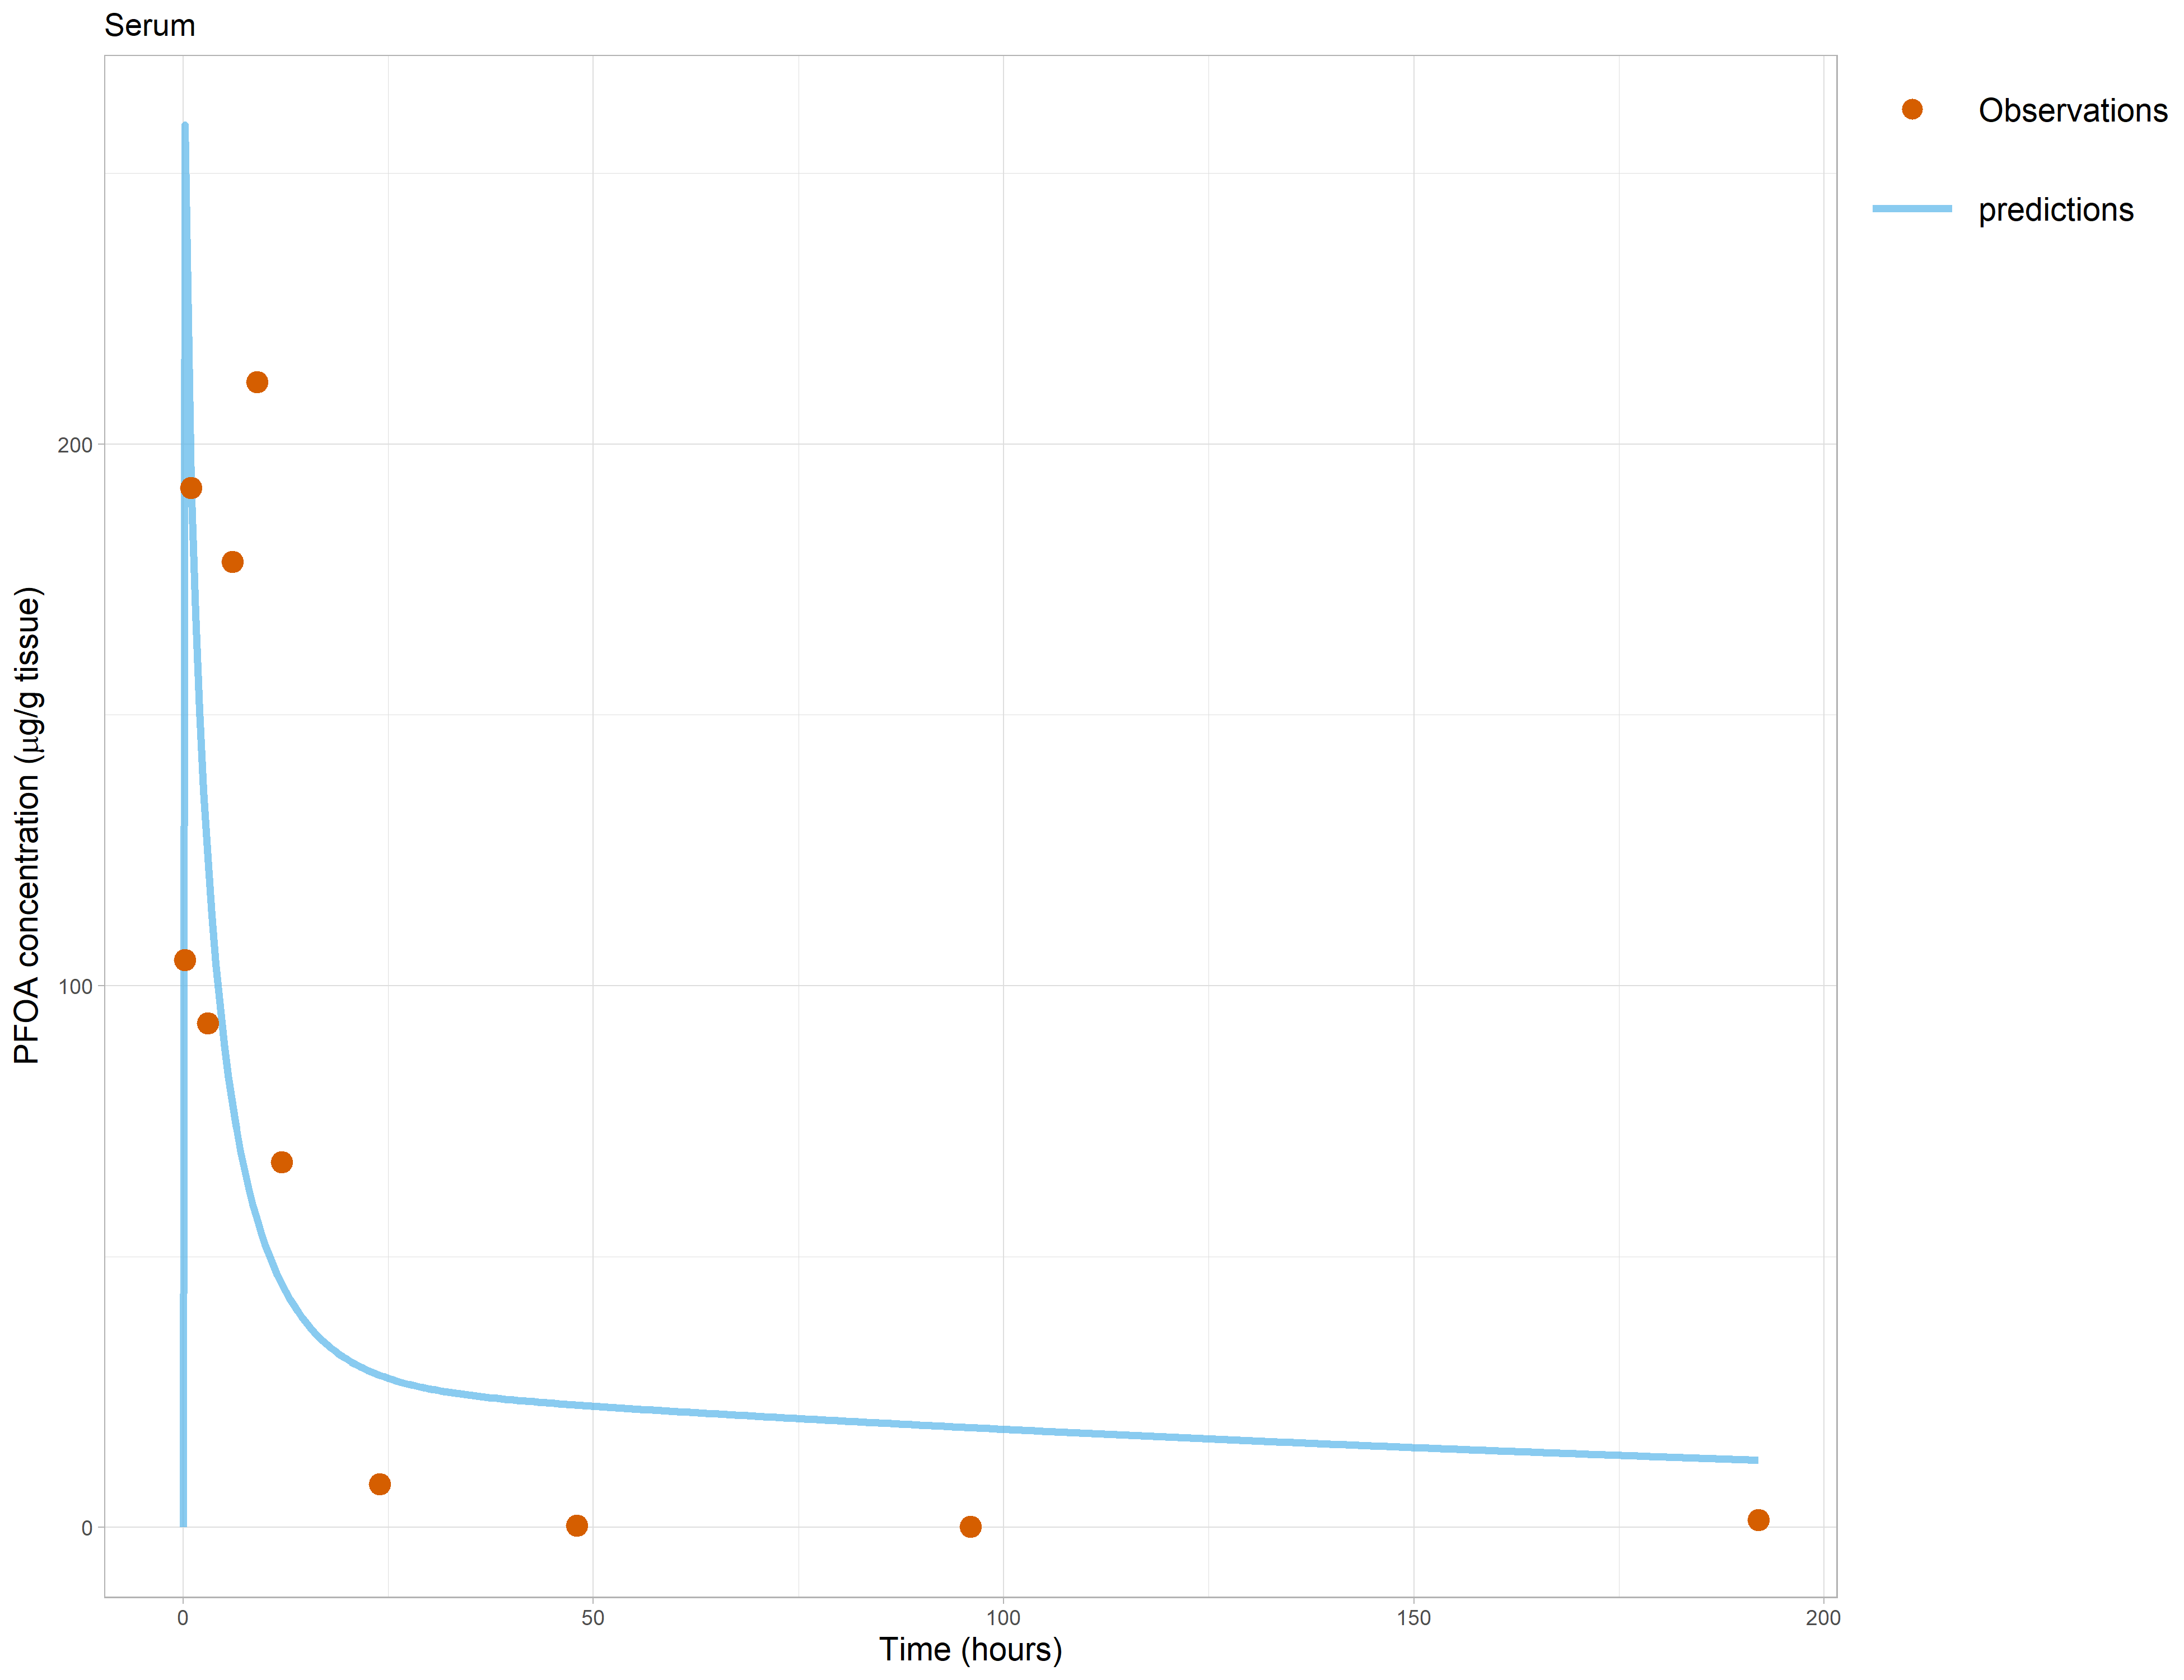 Serum
Observations
predictions
PFOA concentration (μg/g tissue)
200
100
0
0
50
100
150
200
Time (hours)